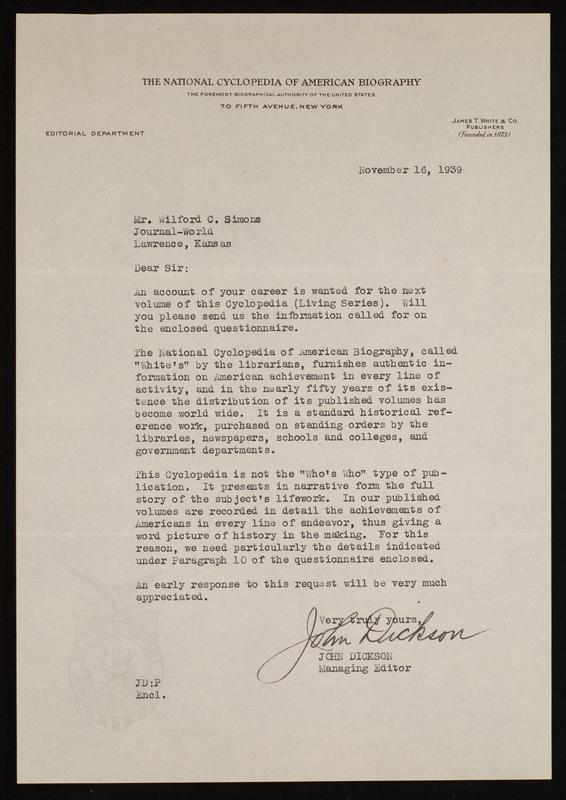 THE NATIONAL CYCLOPEDIA OF AMERICAN BIOGRAPHY
THE FOREMOST BIOGRAPHICAL AUTHORITY OF THE UNITED STATES
70 FIFTH AVENUE, NEW YORK
JAMES T. WHITE & CO.
PUBLISHERS
(Founded in 1873)
EDITORIAL DEPARTMENT
November 16, 1939
Mr. Wilford C. Simons
Journal-World
Lawrence, Kansas
Dear Sir:
An account of your career is wanted for the next
volume of this Cyclopedia (Living Series). Will
you please send us the information called for on
the enclosed questionnaire.
The National Cyclopedia of American Biography, called
"White's" by the librarians, furnishes authentic in-
formation on American achievement in every line of
activity, and in the nearly fifty years of its exis-
tence the distribution of its published volumes has
become world wide. It is a standard historical ref-
erence work, purchased on standing orders by the
libraries, newspapers, schools and colleges, and
government departments.
This Cyclopedia is not the "Who's Who" type of pub-
lication. It presents in narrative form the full
story of the subject's lifework. In our published
volumes are recorded in detail the achievements of
Americans in every line of endeavor, thus giving a
word picture of history in the making. For this
reason, we need particularly the details indicated
under Paragraph 10 of the questionnaire enclosed.
An early response to this request will be very much
appreciated.
Very truly yours,
John Dickson
JOHN DICKSON
Managing Editor
JD:P
Encl.